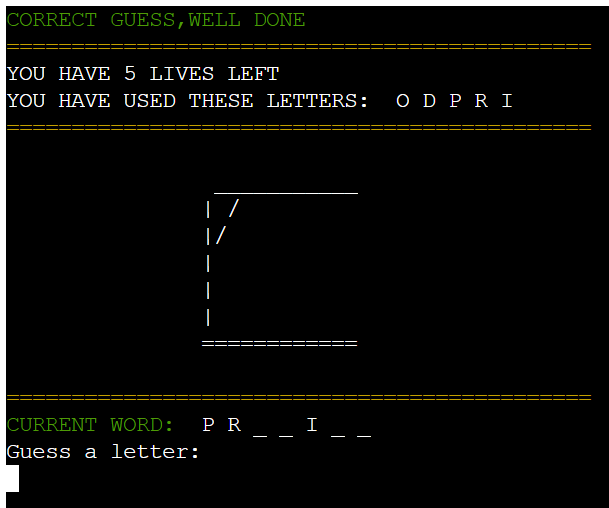 CORRECT GUESS,WELL DONE
=============================================
YOU HAVE 5 LIVES LEFT
YOU HAVE USED THESE LETTERS:  O D P R I
=============================================
___________
| /
|/
|
|
|
============
=============================================
CURRENT WORD:  P R _ _ I _ _
Guess a letter: